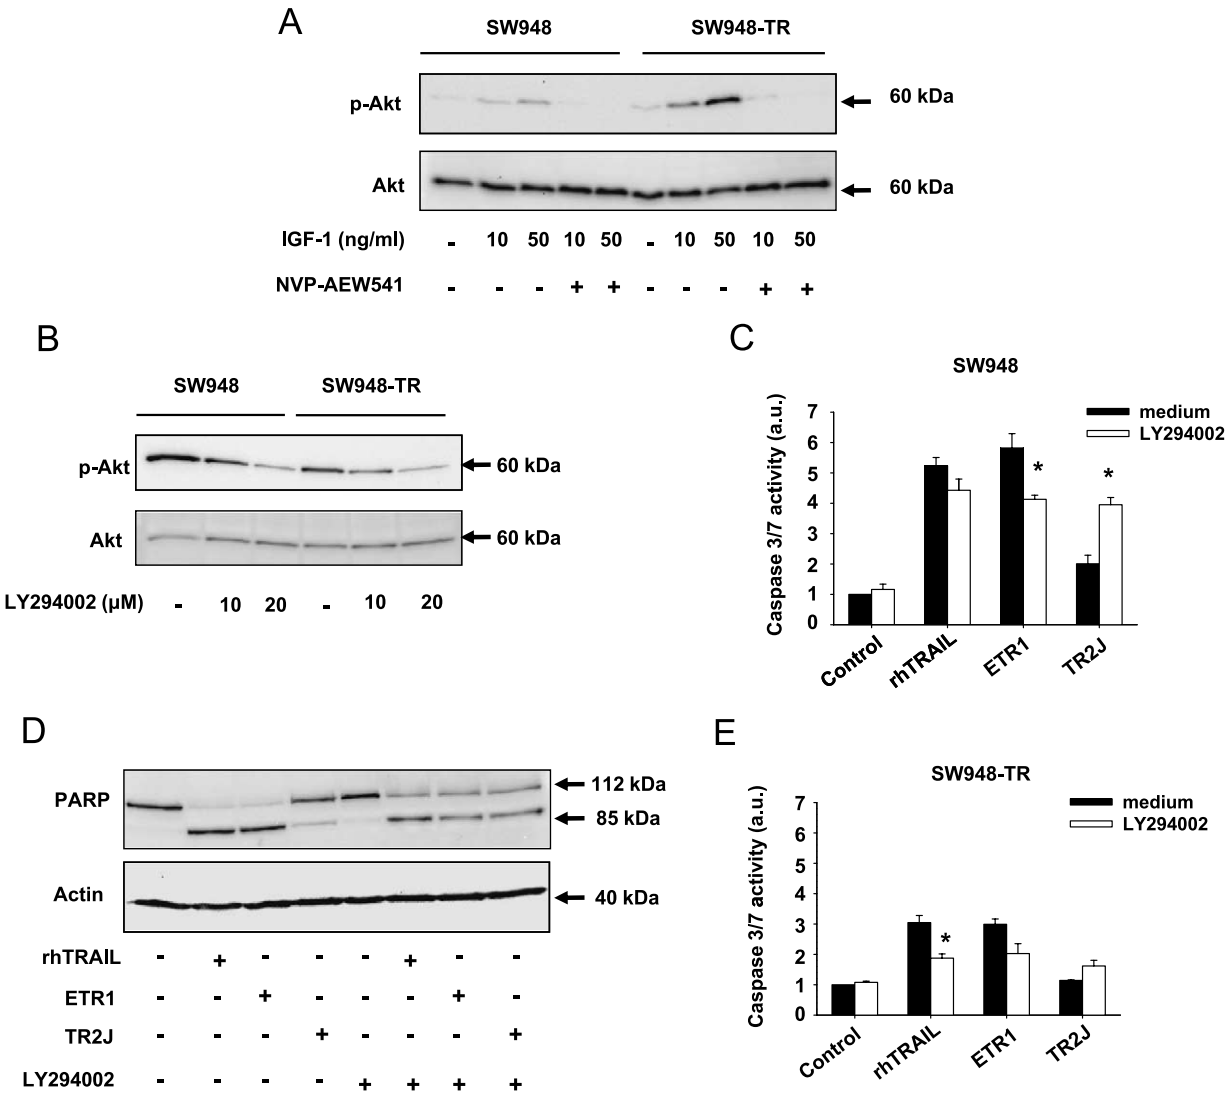 A
SW948 SW948-TR
p-Akt 60 kDa
Akt 60 kDa
IGF-1 (ng/ml) - 10 50 10 50 - 10 50 10 50
NVP-AEW541 - - - + + - - - + +
B
SW948 SW948-TR
p-Akt 60 kDa
Akt 60 kDa
LY294002 (µM) - 10 20 - 10 20
C
SW948
Caspase 3/7 activity (a.u.)
7
6
5
4
3
2
1
0
medium
LY294002
* *
Control rhTRAIL ETR1 TR2J
D
PARP 112 kDa
85 kDa
Actin 40 kDa
rhTRAIL - + - - - + - -
ETR1 - - + - - - + -
TR2J - - - + - - - +
LY294002 - - - - + + + +
E
SW948-TR
Caspase 3/7 activity (a.u.)
7
6
5
4
3
2
1
0
medium
LY294002
*
Control rhTRAIL ETR1 TR2J